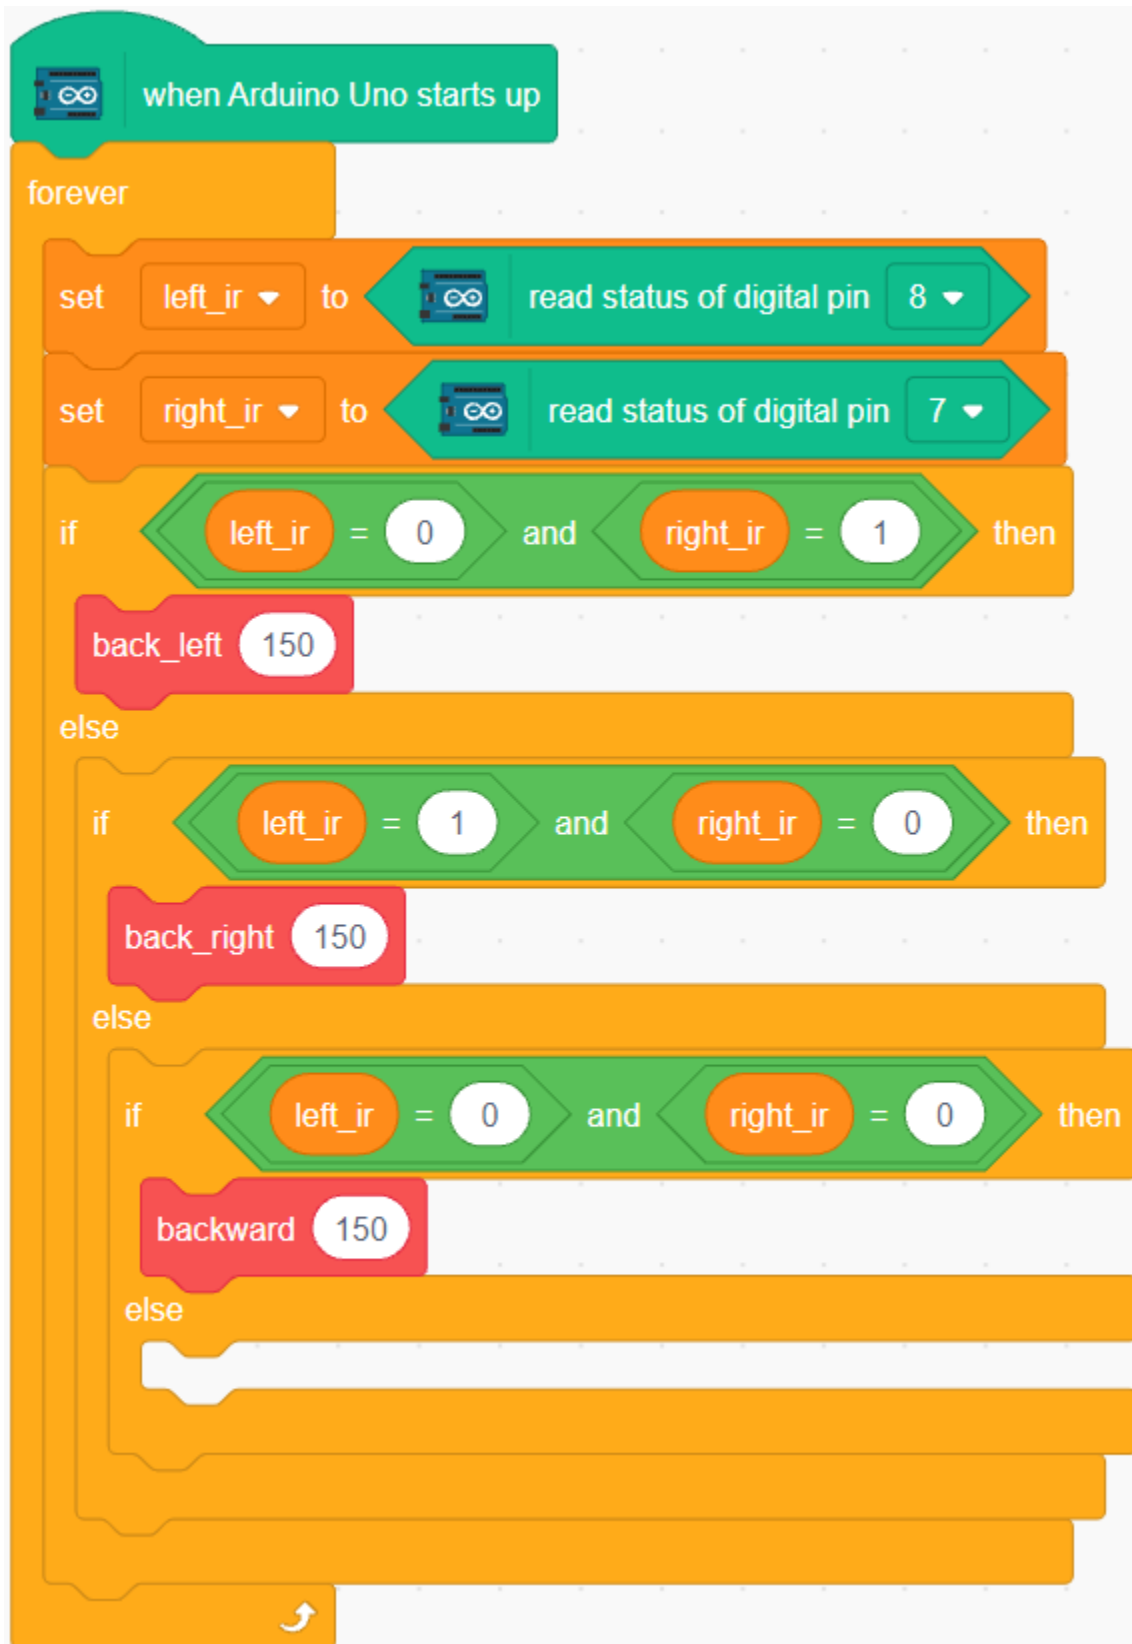 when Arduino Uno starts up
forever
set left_ir to read status of digital pin 8
set right_ir to read status of digital pin 7
if left_ir = 0 and right_ir = 1 then
back_left 150
else
if left_ir = 1 and right_ir = 0 then
back_right 150
else
if left_ir = 0 and right_ir = 0 then
backward 150
else